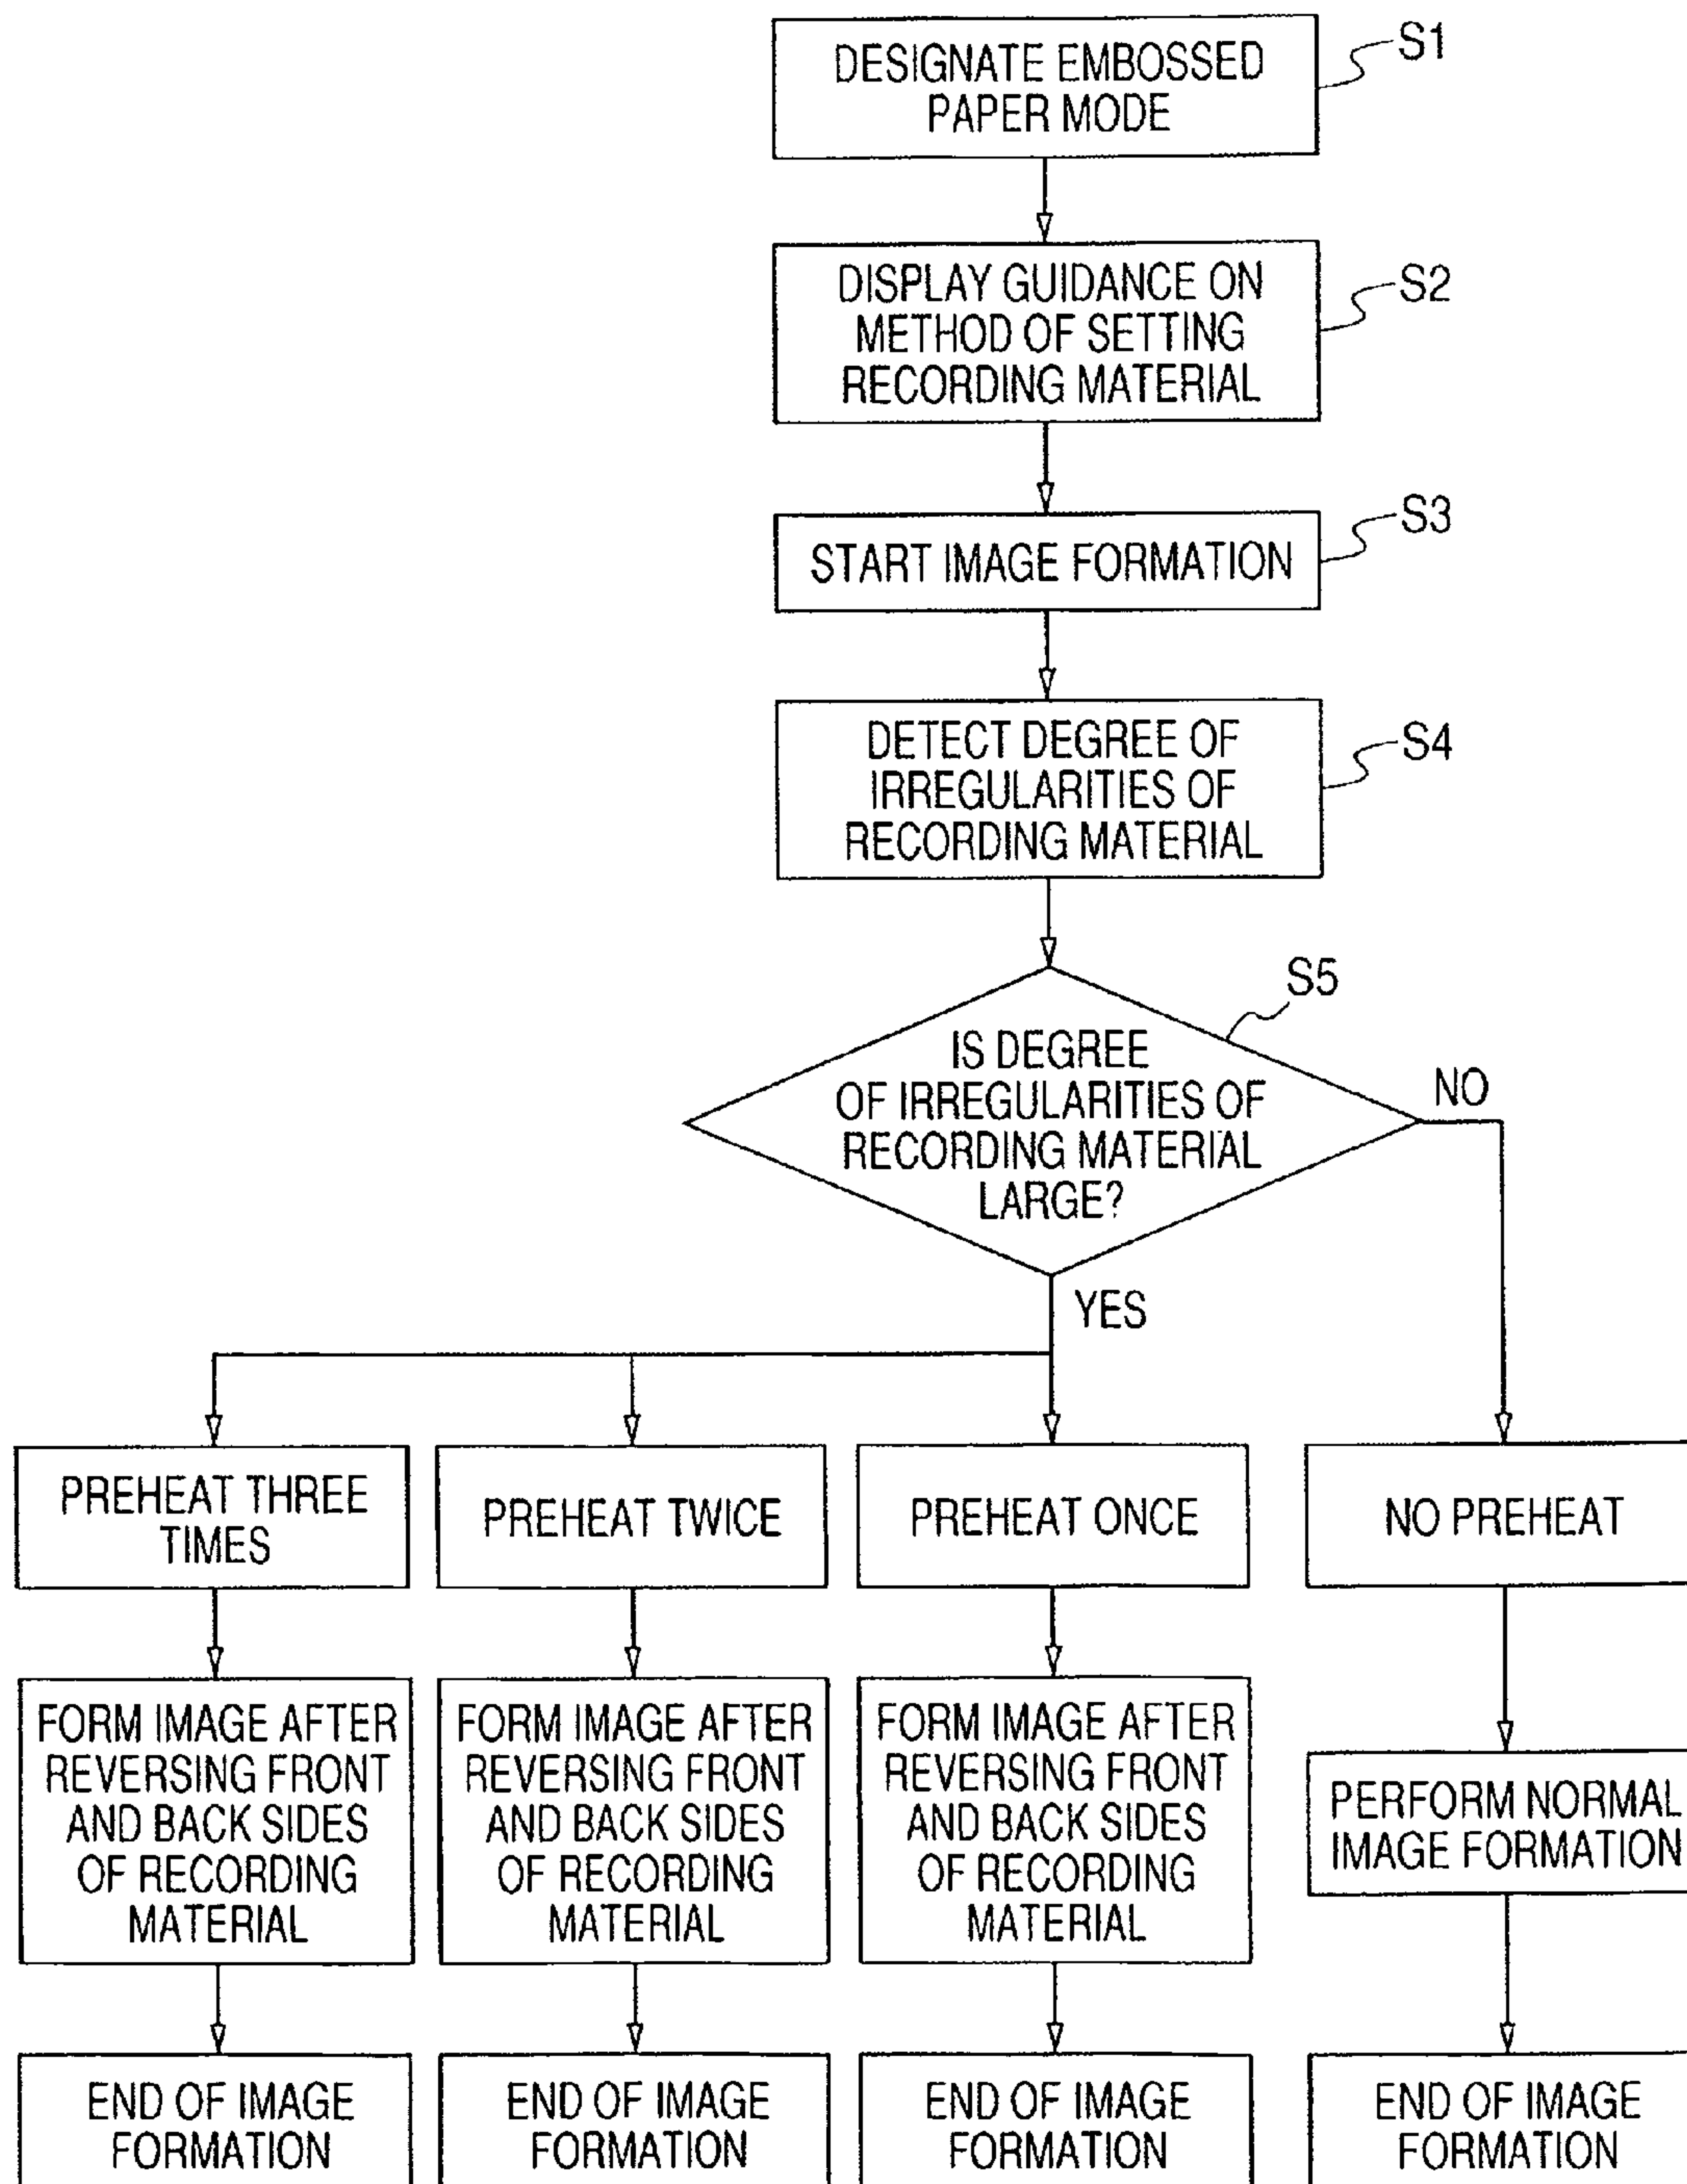 DESIGNATE EMBOSSED
PAPER MODE
S1
DISPLAY GUIDANCE ON
METHOD OF SETTING
RECORDING MATERIAL
S2
START IMAGE FORMATION
S3
DETECT DEGREE OF
IRREGULARITIES OF
RECORDING MATERIAL
S4
S5
IS DEGREE
OF IRREGULARITIES OF
RECORDING MATERIAL
LARGE?
NO
YES
PREHEAT THREE
TIMES
PREHEAT TWICE
PREHEAT ONCE
NO PREHEAT
FORM IMAGE AFTER
REVERSING FRONT
AND BACK SIDES
OF RECORDING
MATERIAL
FORM IMAGE AFTER
REVERSING FRONT
AND BACK SIDES
OF RECORDING
MATERIAL
FORM IMAGE AFTER
REVERSING FRONT
AND BACK SIDES
OF RECORDING
MATERIAL
PERFORM NORMAL
IMAGE FORMATION
END OF IMAGE
FORMATION
END OF IMAGE
FORMATION
END OF IMAGE
FORMATION
END OF IMAGE
FORMATION